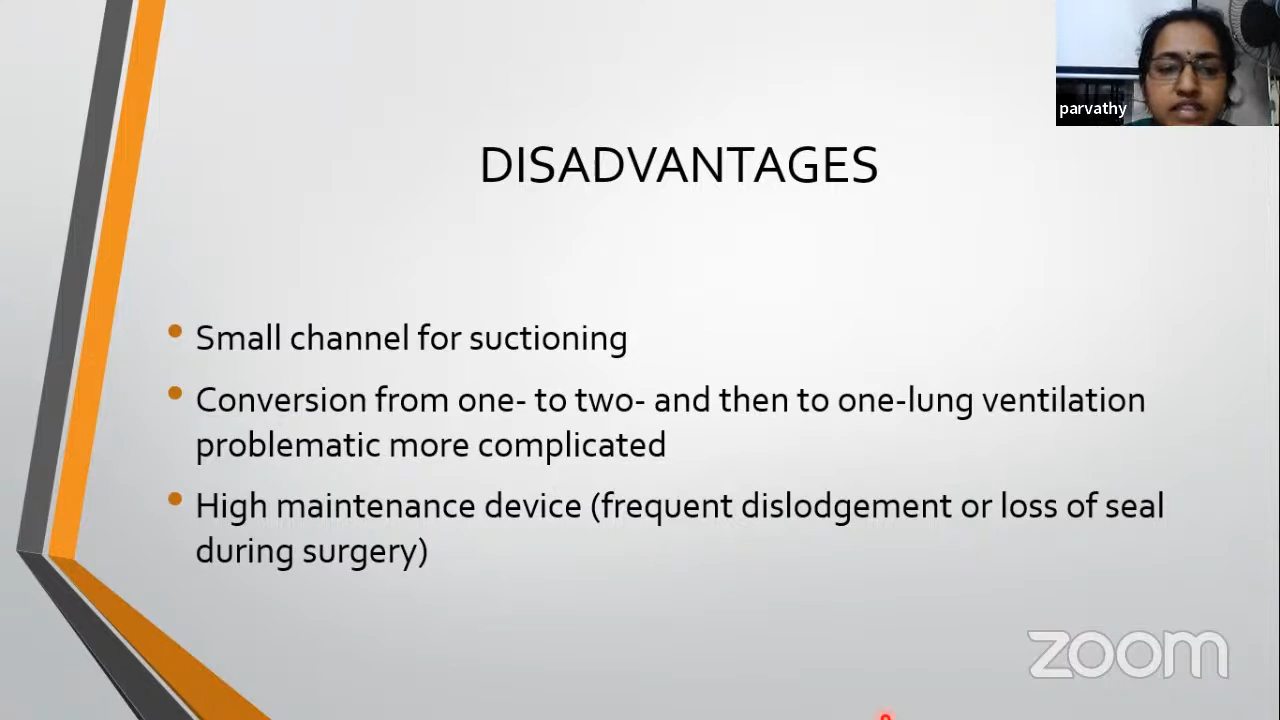 parvathy
DISADVANTAGES
• Small channel for suctioning
• Conversion from one- to two- and then to one-lung ventilation
problematic more complicated
• High maintenance device (frequent dislodgement or loss of seal
during surgery)
zoom